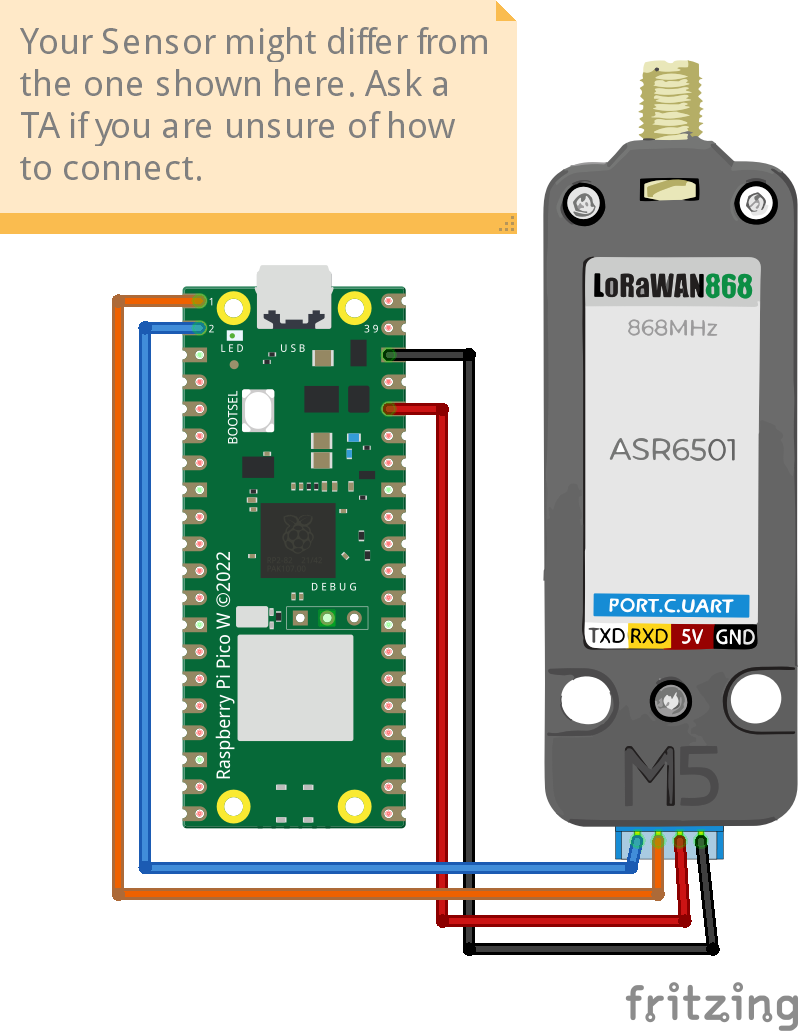 Your Sensor might differ from
the one shown here. Ask a
TA if you are unsure of how
to connect.
LoRaWAN868
868MHz
ASR6501
PORT.C.UART
TXD RXD 5V GND
M5
1
2
39
LED
USB
BOOTSEL
DEBUG
Raspberry Pi Pico W ©2022
fritzing